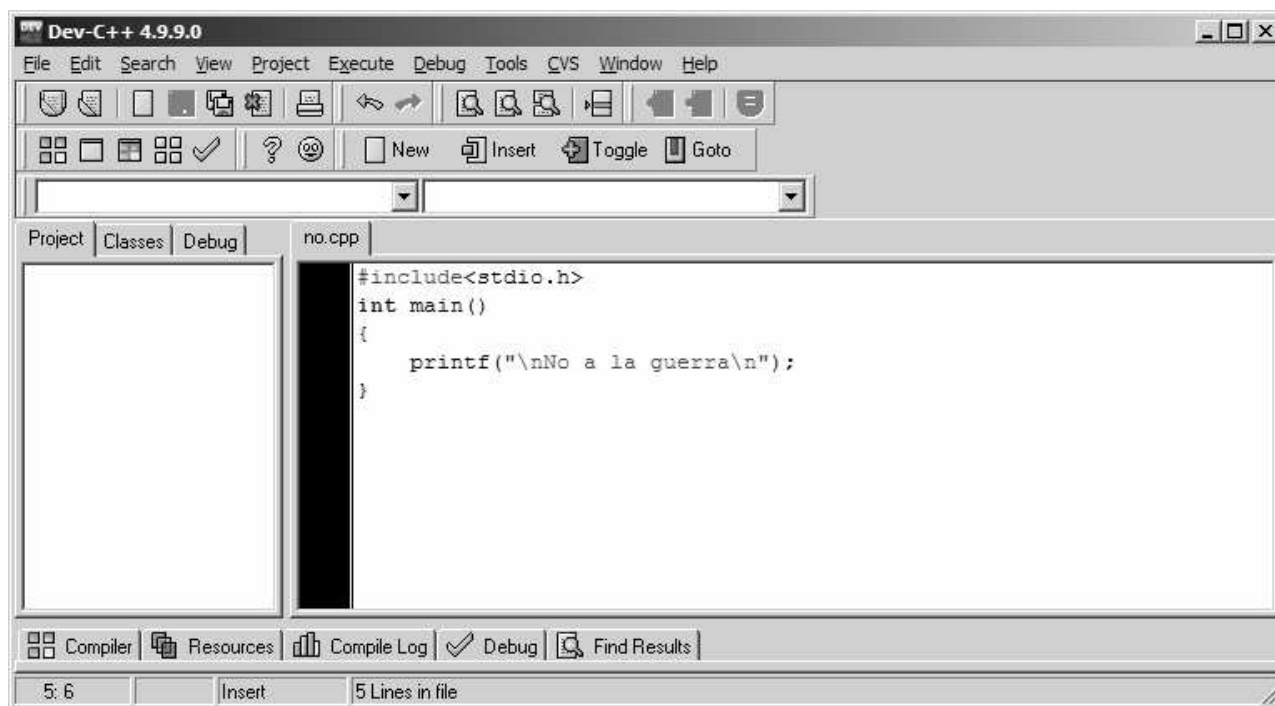 Dev-C++ 4.9.9.0
File Edit Search View Project Execute Debug Tools CVS Window Help
New Insert Toggle Goto
Project Classes Debug no.cpp
#include<stdio.h>
int main()
{
    printf("\nNo a la guerra\n");
}
Compiler Resources Compile Log Debug Find Results
5: 6 Insert 5 Lines in file